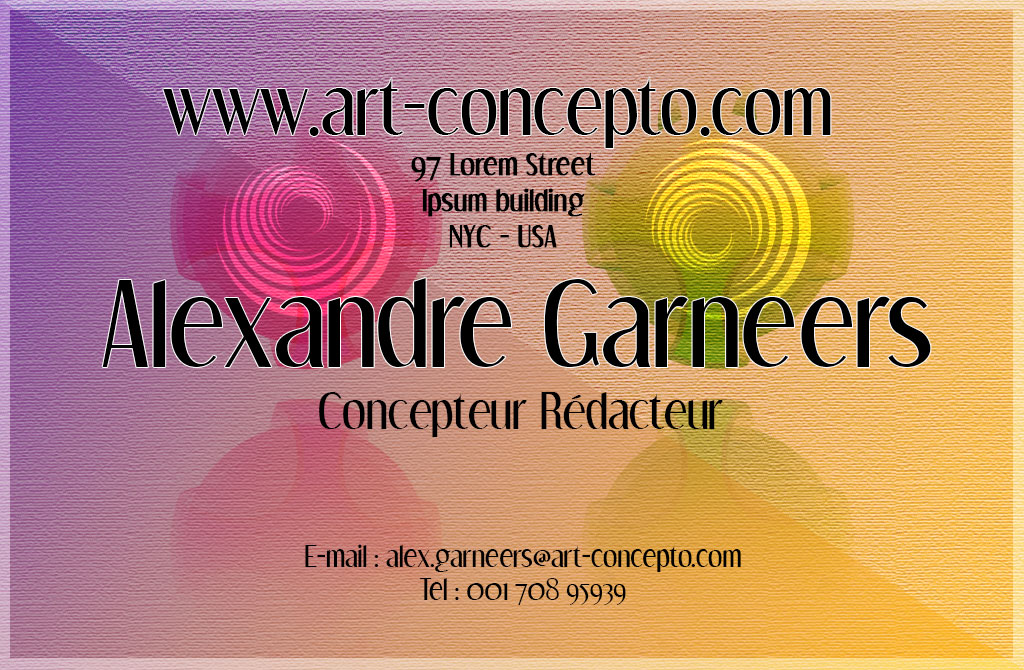 www.art-concepto.com
97 Lorem Street
Ipsum building
NYC - USA
Alexandre Garneers
Concepteur Rédacteur
E-mail : alex.garneers@art-concepto.com
Tel : 001 708 95939